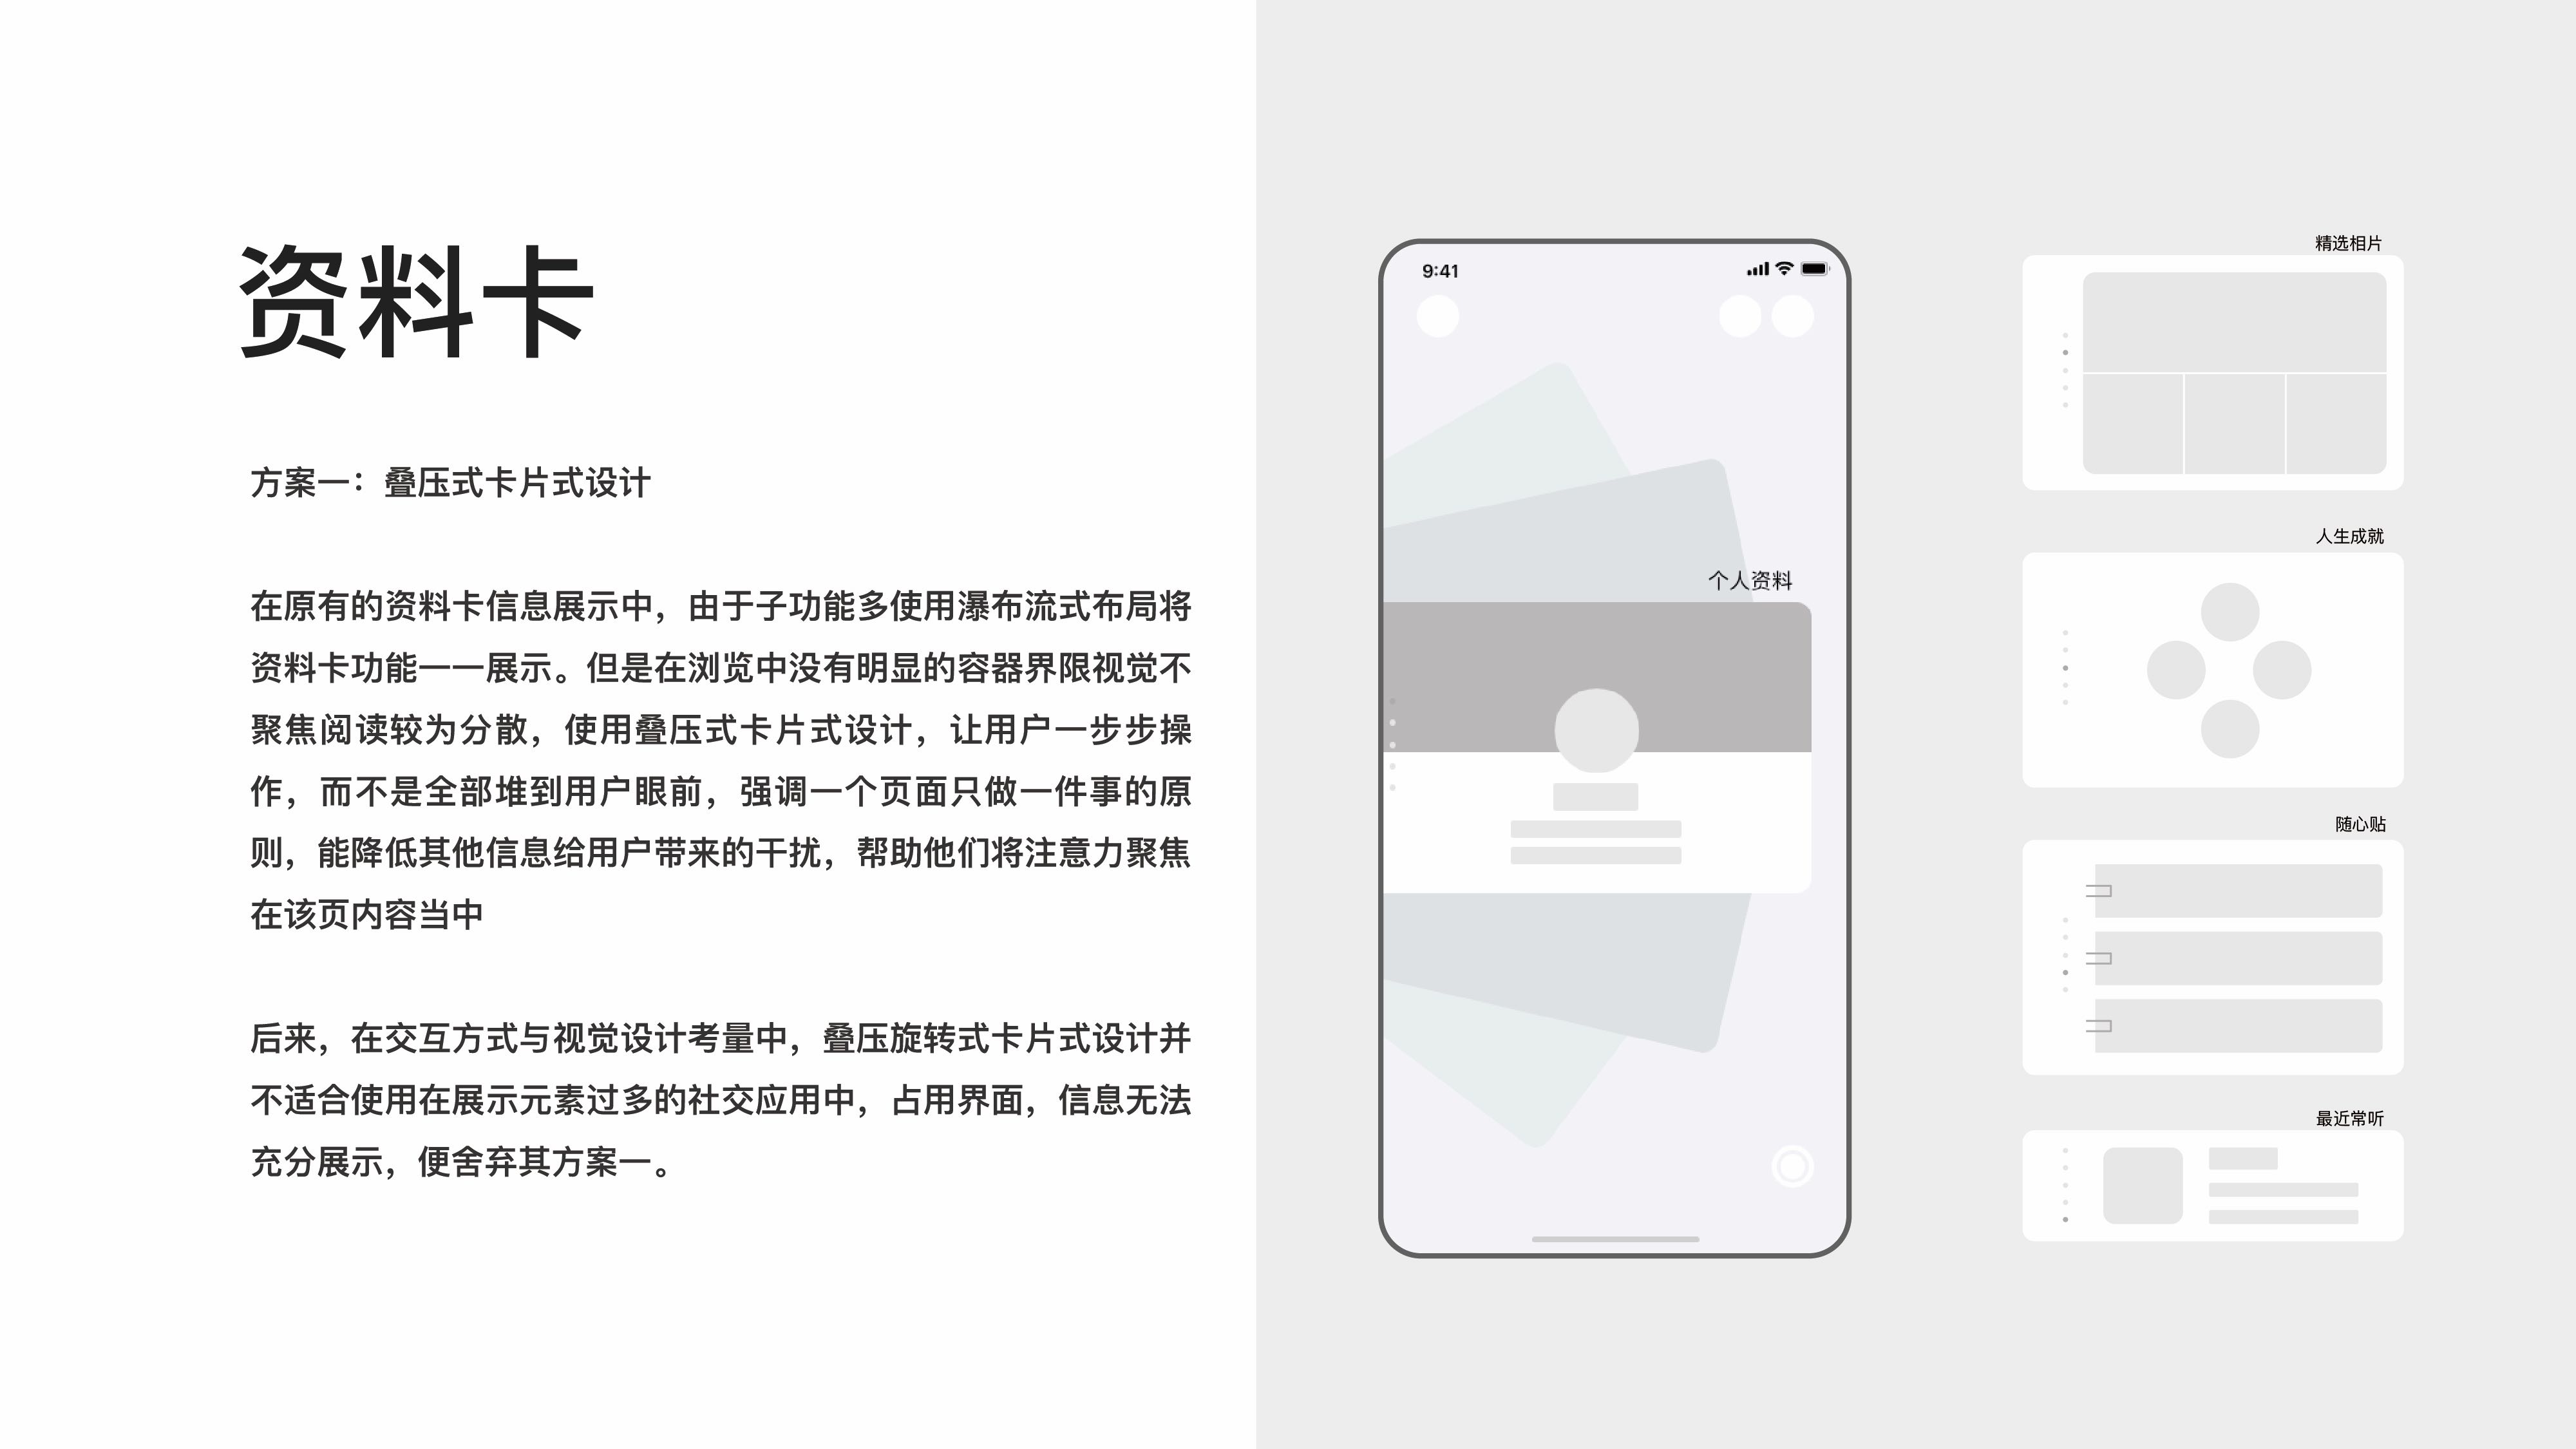 资料卡
方案一：叠压式卡片式设计
在原有的资料卡信息展示中，由于子功能多使用瀑布流式布局将
资料卡功能一一展示。但是在浏览中没有明显的容器界限视觉不
聚焦阅读较为分散，使用叠压式卡片式设计，让用户一步步操
作，而不是全部堆到用户眼前，强调一个页面只做一件事的原
则，能降低其他信息给用户带来的干扰，帮助他们将注意力聚焦
在该页内容当中
后来，在交互方式与视觉设计考量中，叠压旋转式卡片式设计并
不适合使用在展示元素过多的社交应用中，占用界面，信息无法
充分展示，便舍弃其方案一。
9:41
个人资料
精选相片
人生成就
随心贴
最近常听